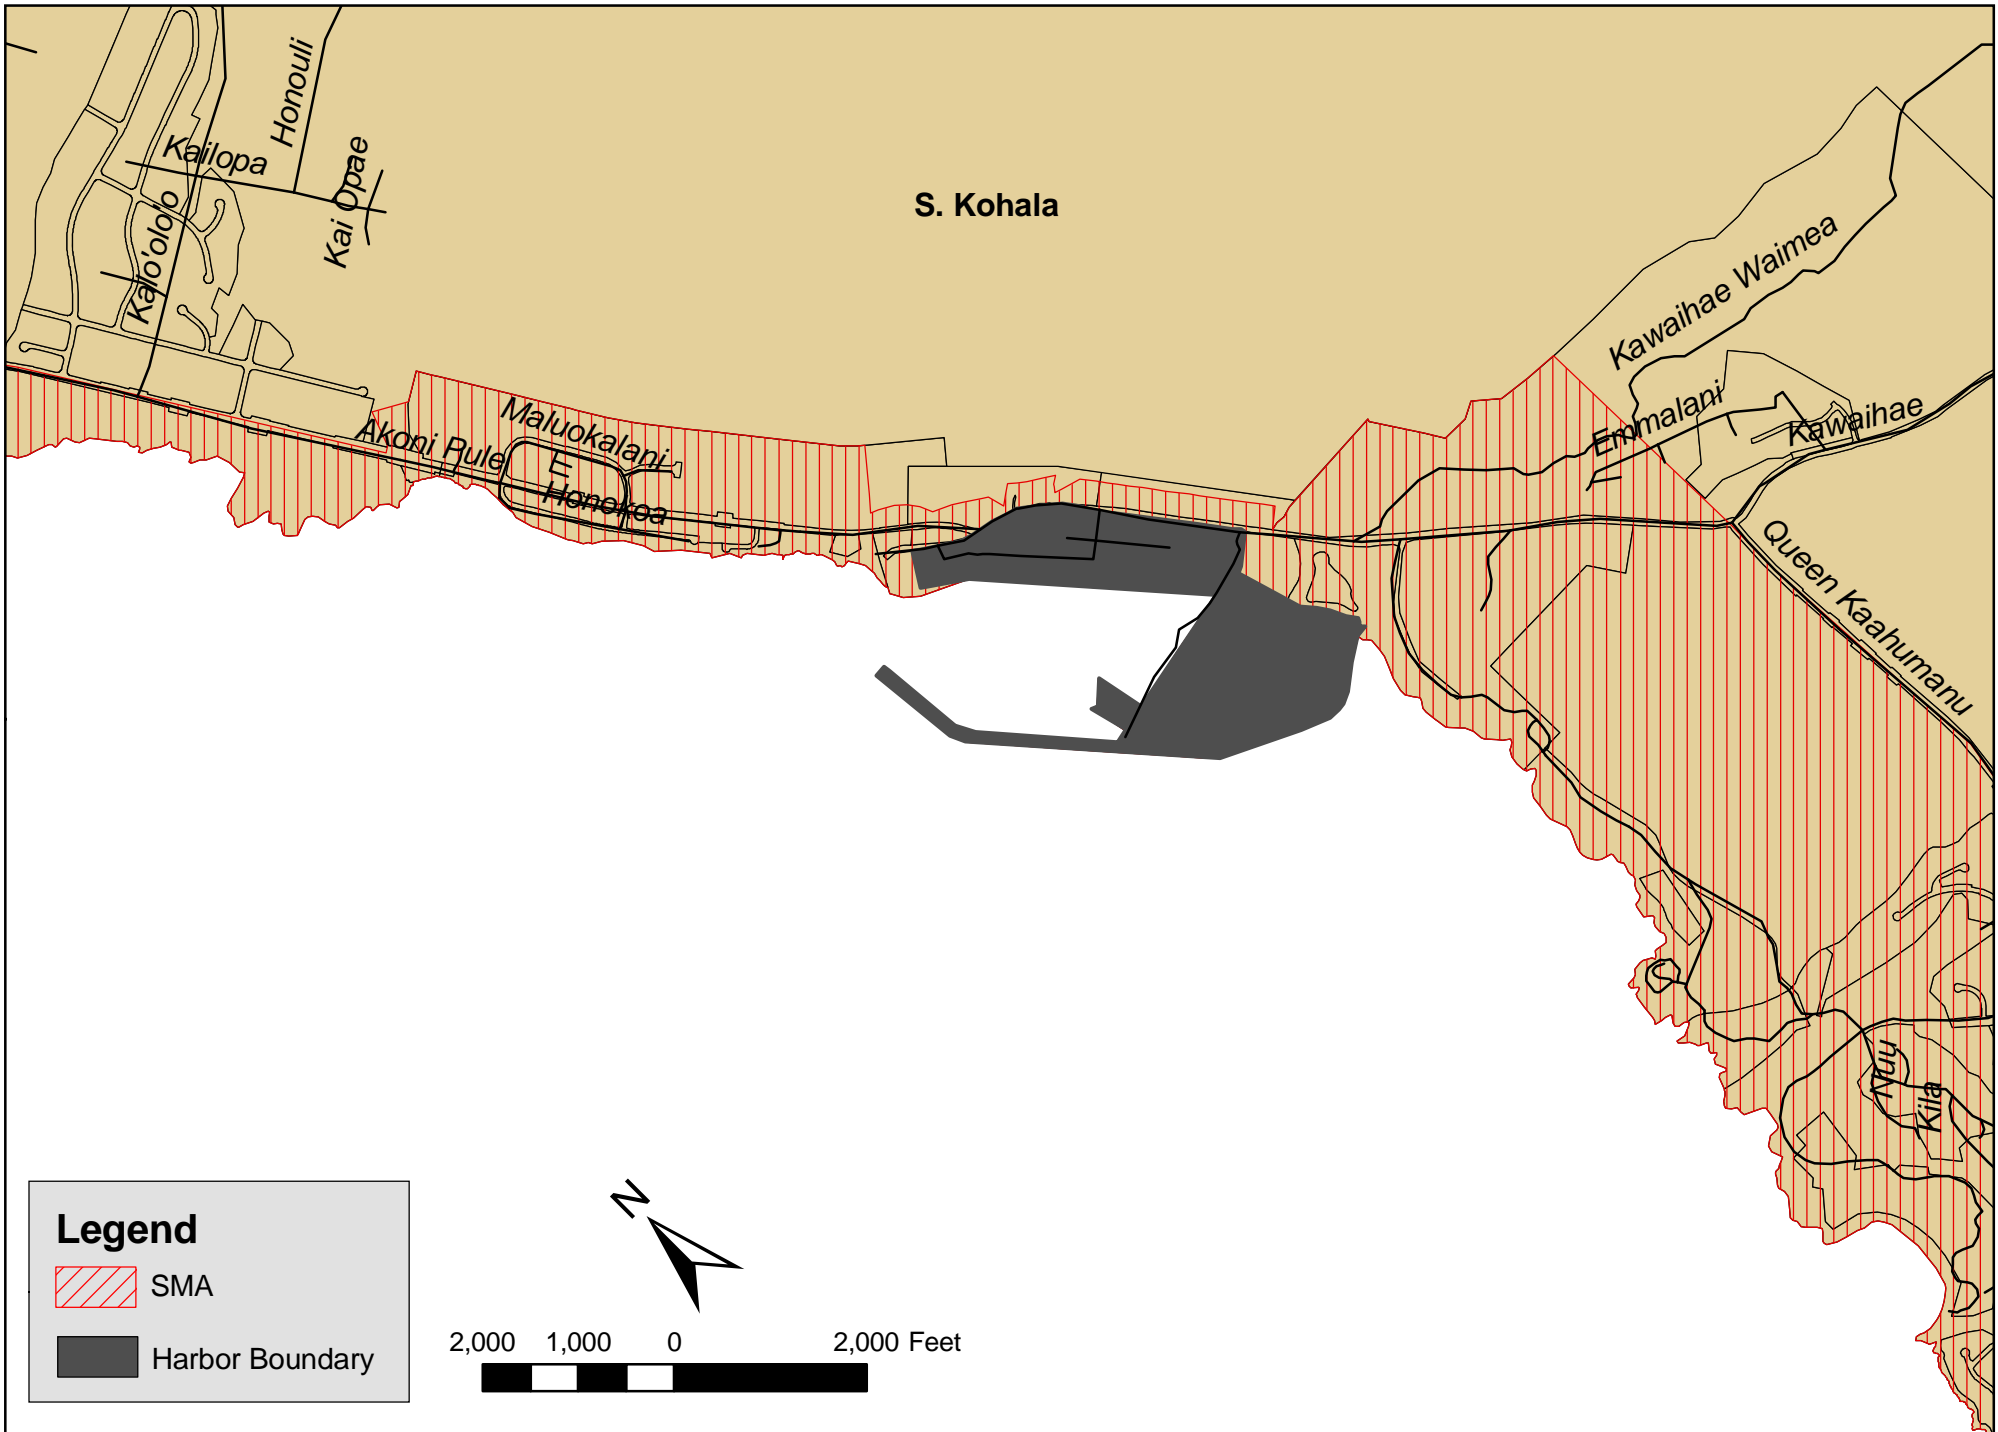 Honouli
Kailopa
Kai Opae
Kalo'olo'o
S. Kohala
Kawaihae Waimea
Emmalani
Kawaihae
Maluokalani
Akoni Pule
Honokoa
Queen Kaahumanu
Nuu
Kila
N
Legend
SMA
Harbor Boundary
2,000 1,000 0 2,000 Feet